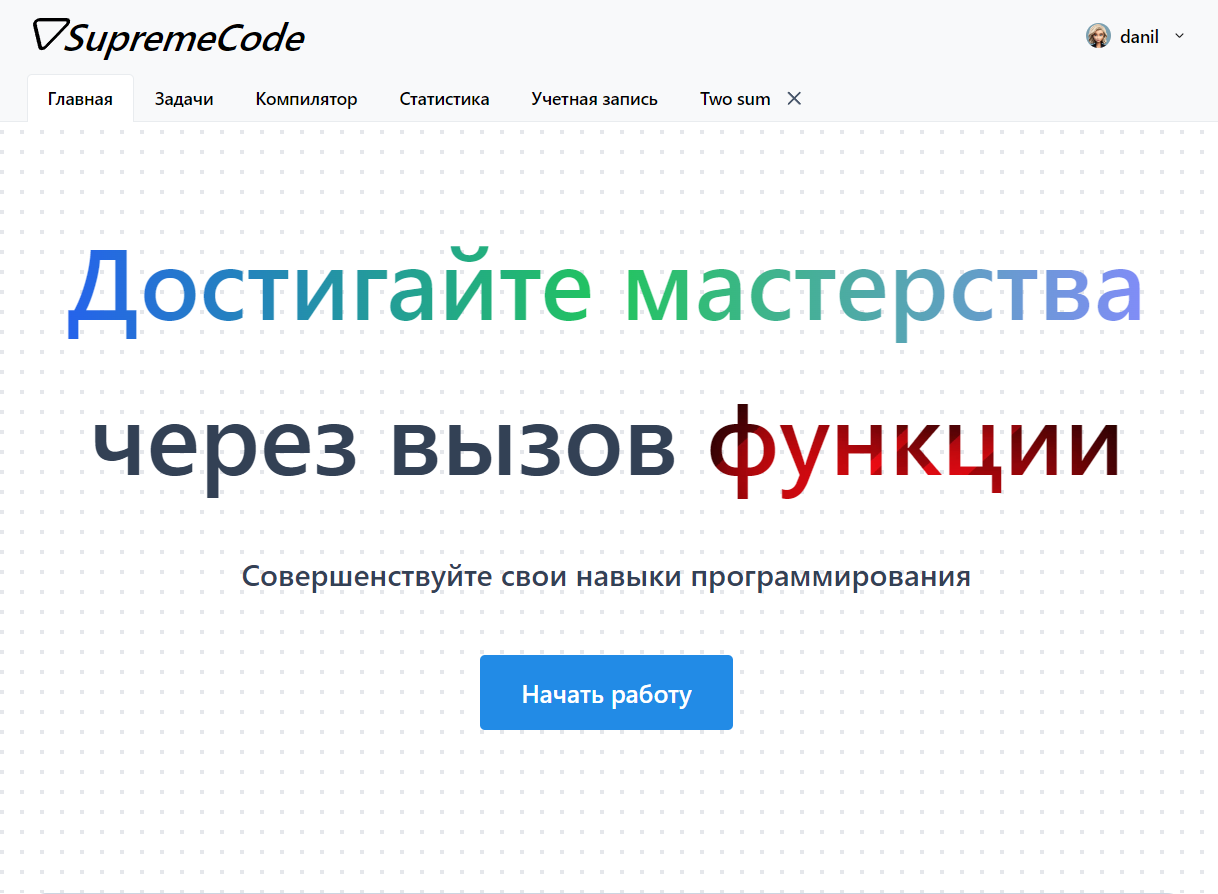 SupremeCode
danil
Главная Задачи Компилятор Статистика Учетная запись Two sum
Достигайте мастерства
через вызов функции
Совершенствуйте свои навыки программирования
Начать работу